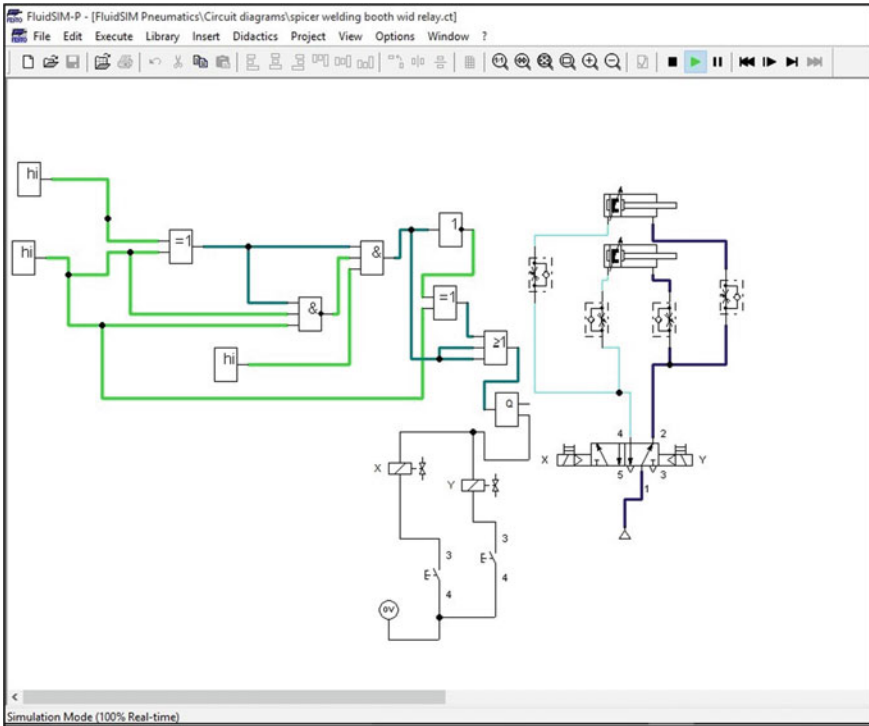 FluidSIM-P - [FluidSIM Pneumatics\Circuit diagrams\spicer welding booth wid relay.ct]
File Edit Execute Library Insert Didactics Project View Options Window ?
hi
hi
=1
&
1
&
=1
hi
≥1
Q
4 2
X Y
5 3
1
X
Y
3
3
4
4
0V
Simulation Mode (100% Real-time)